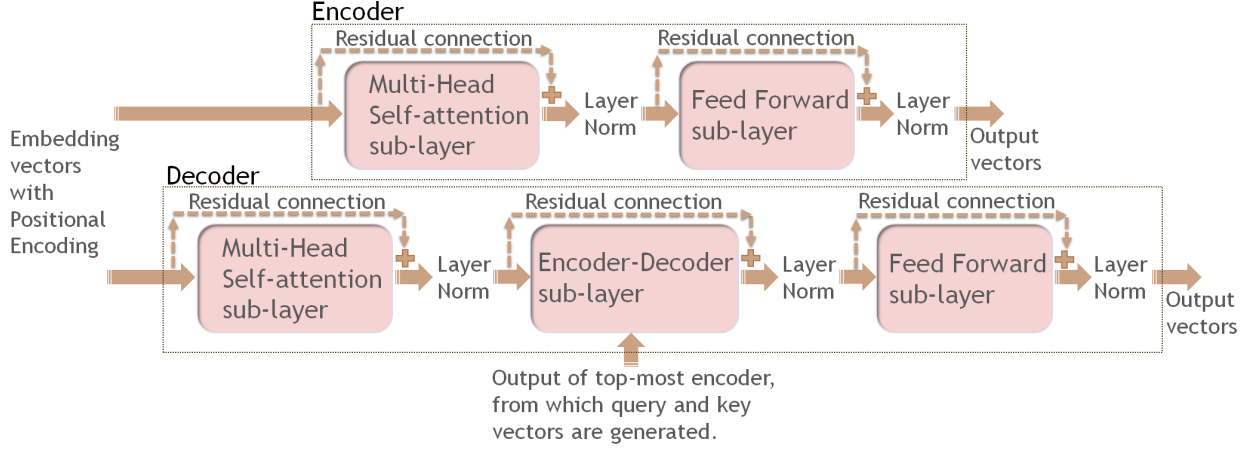 Encoder
Residual connection
Residual connection
Multi-Head
Self-attention
sub-layer
Layer
Norm
Feed Forward
sub-layer
Layer
Norm
Output
vectors
Embedding
vectors
with
Positional
Encoding
Decoder
Residual connection
Residual connection
Residual connection
Multi-Head
Self-attention
sub-layer
Layer
Norm
Encoder-Decoder
sub-layer
Layer
Norm
Feed Forward
sub-layer
Layer
Norm
Output
vectors
Output of top-most encoder,
from which query and key
vectors are generated.